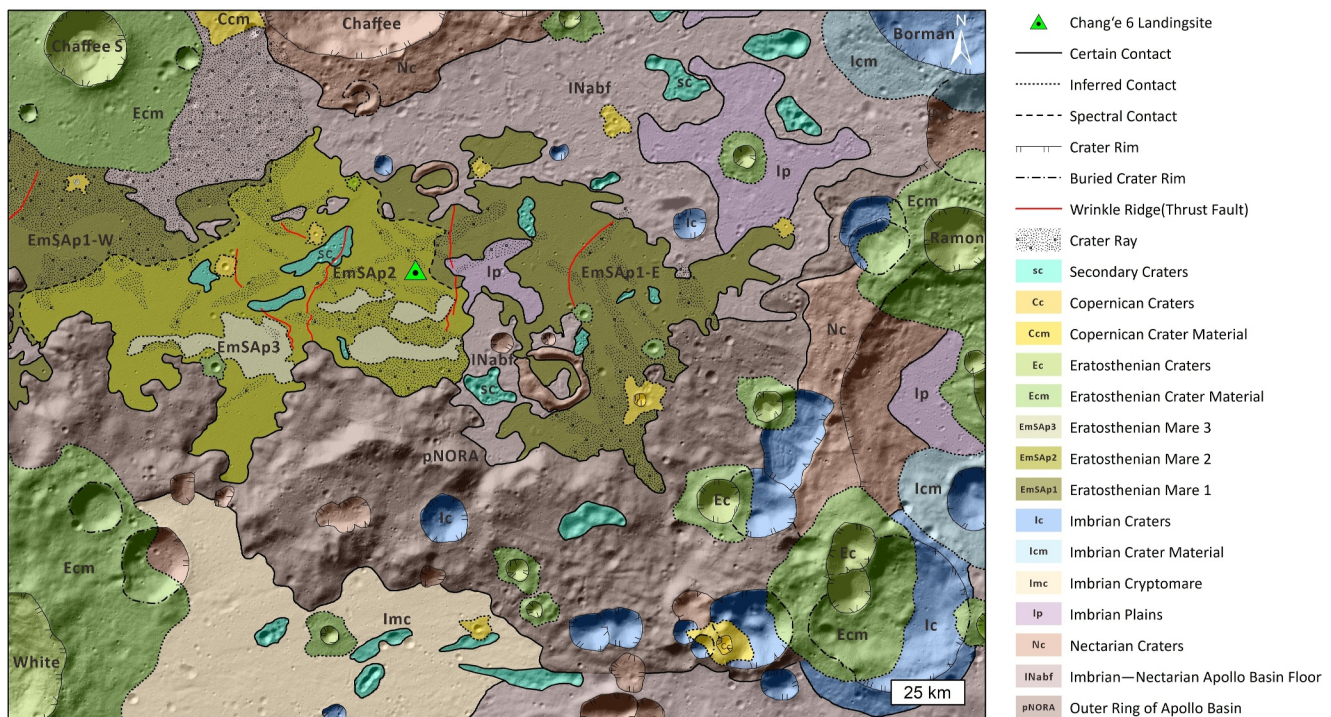 Chaffee S
Ccm
Chaffee
N
Borman
Nc
Icm
INabf
sc
Ecm
Ip
Ecm
Ic
Ramon
EmSAp1-W
sc
EmSAp2
Ip
EmSAp1-E
Nc
EmSAp3
INabf
sc
Ip
pNORA
Ic
Ec
Icm
Ecm
Ec
Imc
Ecm
Ic
Cc
White
25 km
Chang'e 6 Landingsite
Certain Contact
Inferred Contact
Spectral Contact
Crater Rim
Buried Crater Rim
Wrinkle Ridge(Thrust Fault)
Crater Ray
sc Secondary Craters
Cc Copernican Craters
Ccm Copernican Crater Material
Ec Eratosthenian Craters
Ecm Eratosthenian Crater Material
EmSAp3 Eratosthenian Mare 3
EmSAp2 Eratosthenian Mare 2
EmSAp1 Eratosthenian Mare 1
Ic Imbrian Craters
Icm Imbrian Crater Material
Imc Imbrian Cryptomare
Ip Imbrian Plains
Nc Nectarian Craters
INabf Imbrian—Nectarian Apollo Basin Floor
pNORA Outer Ring of Apollo Basin